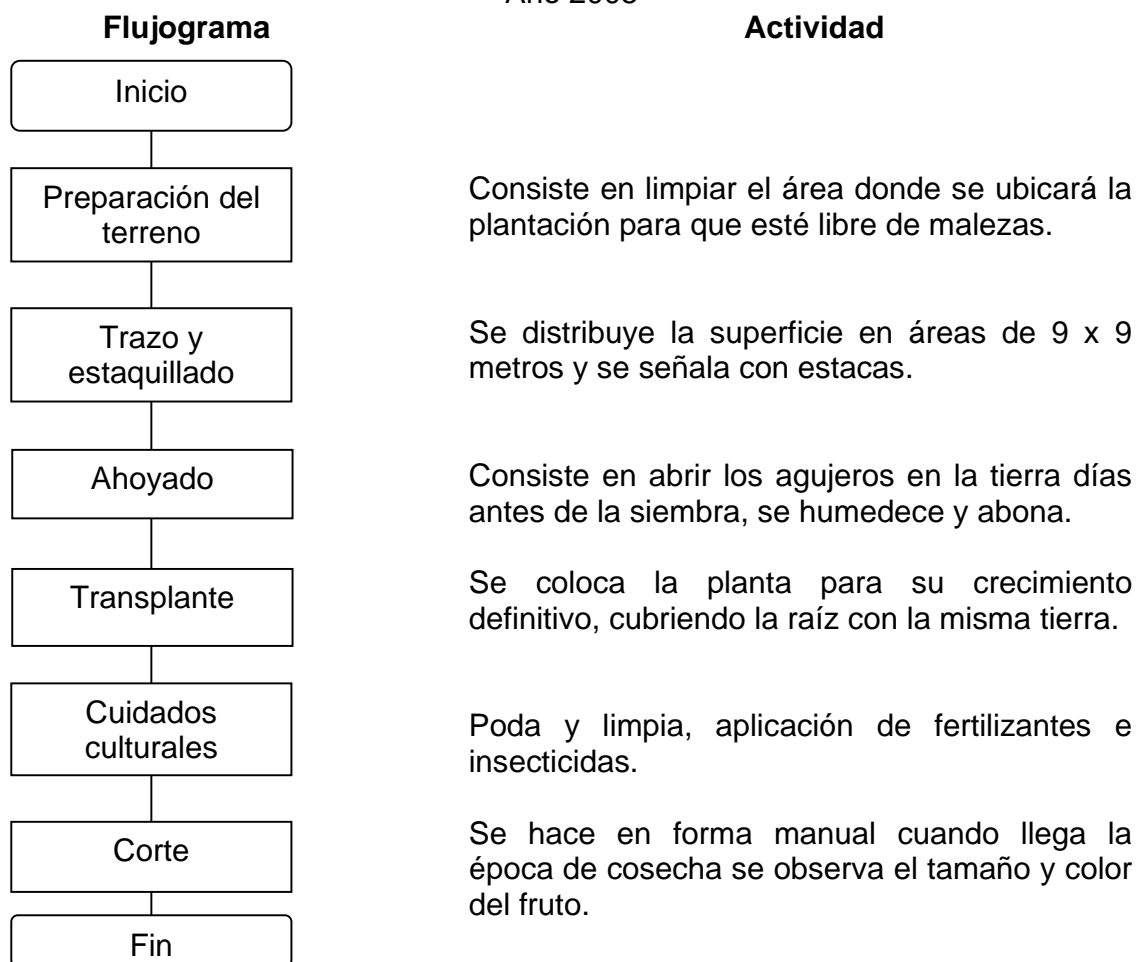 Flujograma Actividad
Inicio
Preparación del
terreno
Consiste en limpiar el área donde se ubicará la
plantación para que esté libre de malezas.
Trazo y
estaquillado
Se distribuye la superficie en áreas de 9 x 9
metros y se señala con estacas.
Ahoyado
Consiste en abrir los agujeros en la tierra días
antes de la siembra, se humedece y abona.
Transplante
Se coloca la planta para su crecimiento
definitivo, cubriendo la raíz con la misma tierra.
Cuidados
culturales
Poda y limpia, aplicación de fertilizantes e
insecticidas.
Corte
Se hace en forma manual cuando llega la
época de cosecha se observa el tamaño y color
del fruto.
Fin